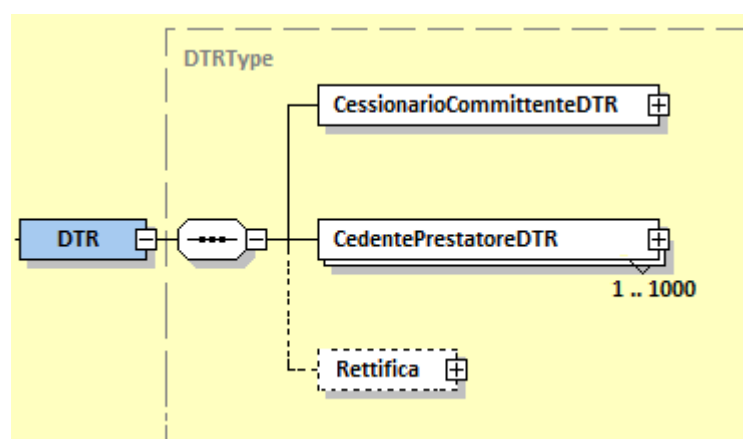 DTRType
CessionarioCommittenteDTR
DTR
CedentePrestatoreDTR
1 .. 1000
Rettifica